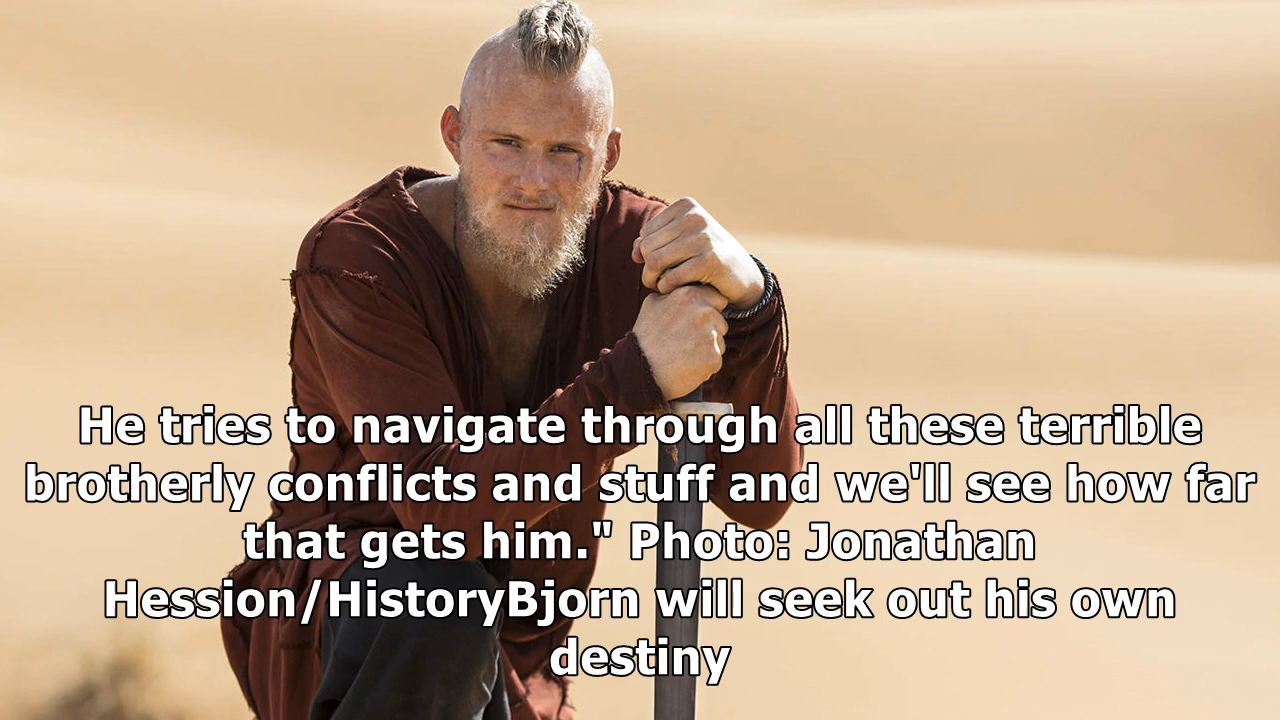 He tries to navigate through all these terrible
brotherly conflicts and stuff and we'll see how far
that gets him." Photo: Jonathan
Hession/HistoryBjorn will seek out his own
destiny